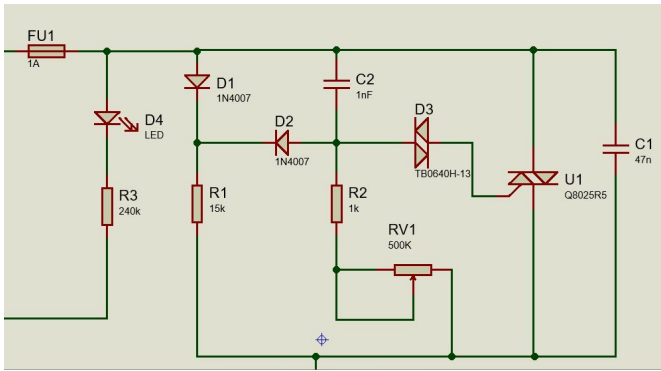 FU1
1A
D4
LED
R3
240k
D1
1N4007
D2
1N4007
R1
15k
C2
1nF
R2
1k
RV1
500K
D3
TB0640H-13
U1
Q8025R5
C1
47n